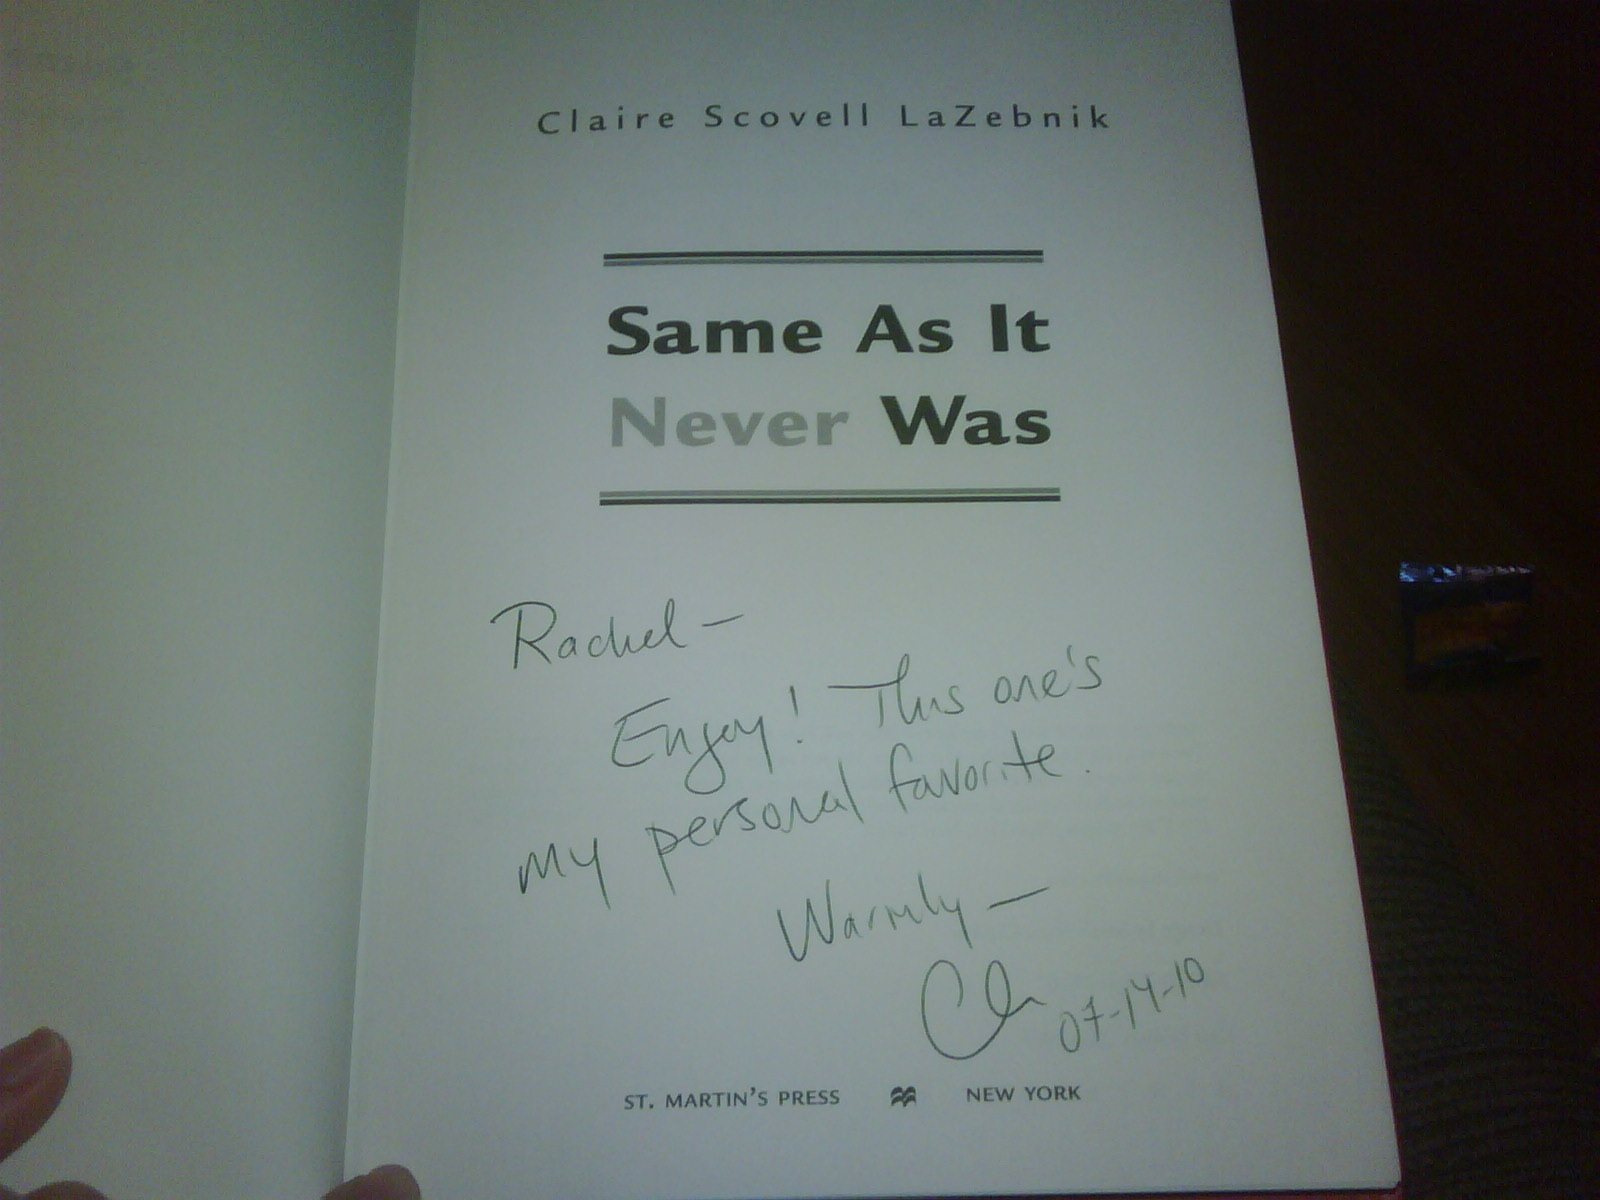 Claire Scovell LaZebnik
Same As It
Never Was
Rachel —
Enjoy! This one's
my personal favorite.
Warmly —
07-14-10
ST. MARTIN'S PRESS NEW YORK